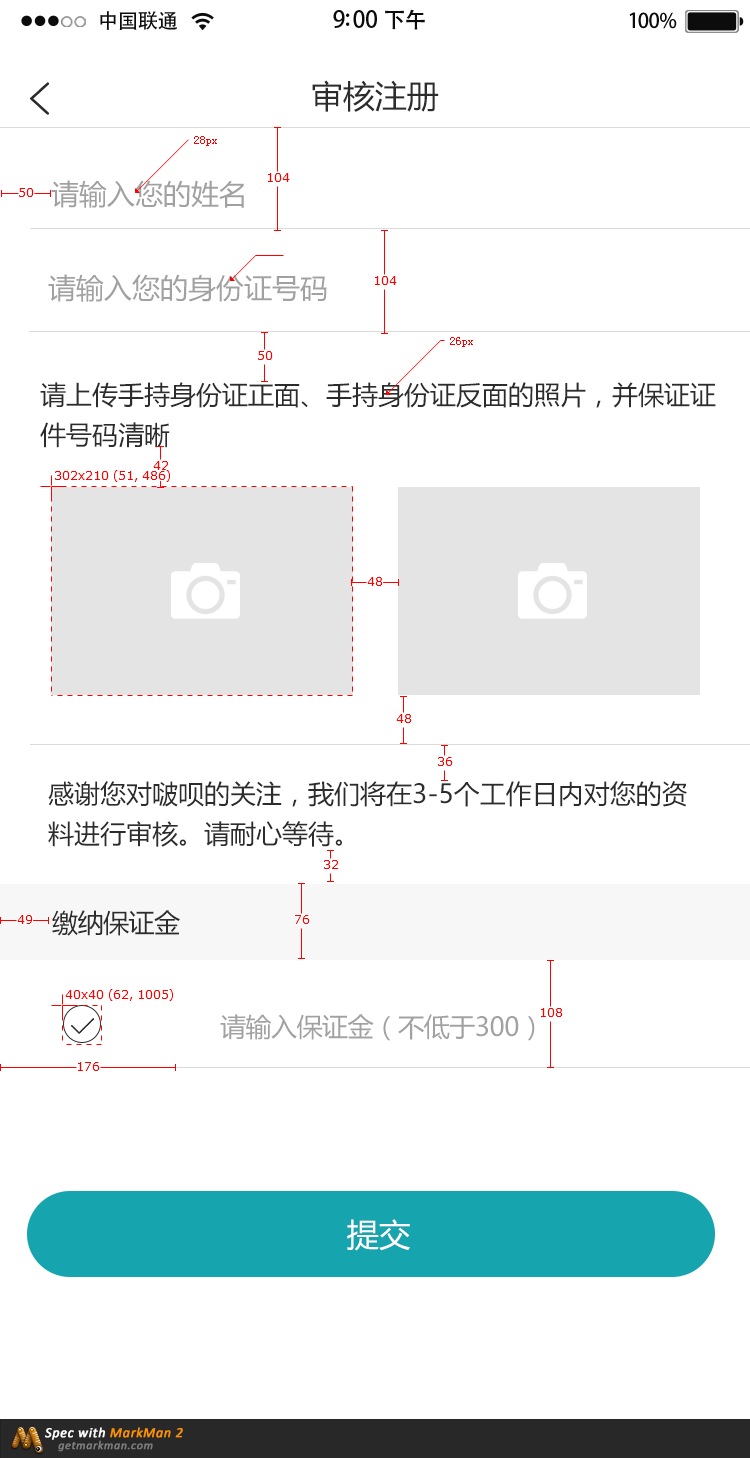 中国联通
9:00 下午
100%
审核注册
28px
104
50
请输入您的姓名
104
请输入您的身份证号码
50
26px
请上传手持身份证正面、手持身份证反面的照片，并保证证
件号码清晰
42
302x210 (51, 486)
48
48
36
感谢您对啵呗的关注，我们将在3-5个工作日内对您的资
料进行审核。请耐心等待。
32
49
缴纳保证金
76
40x40 (62, 1005)
请输入保证金（不低于300）
108
176
提交
Spec with MarkMan 2
getmarkman.com